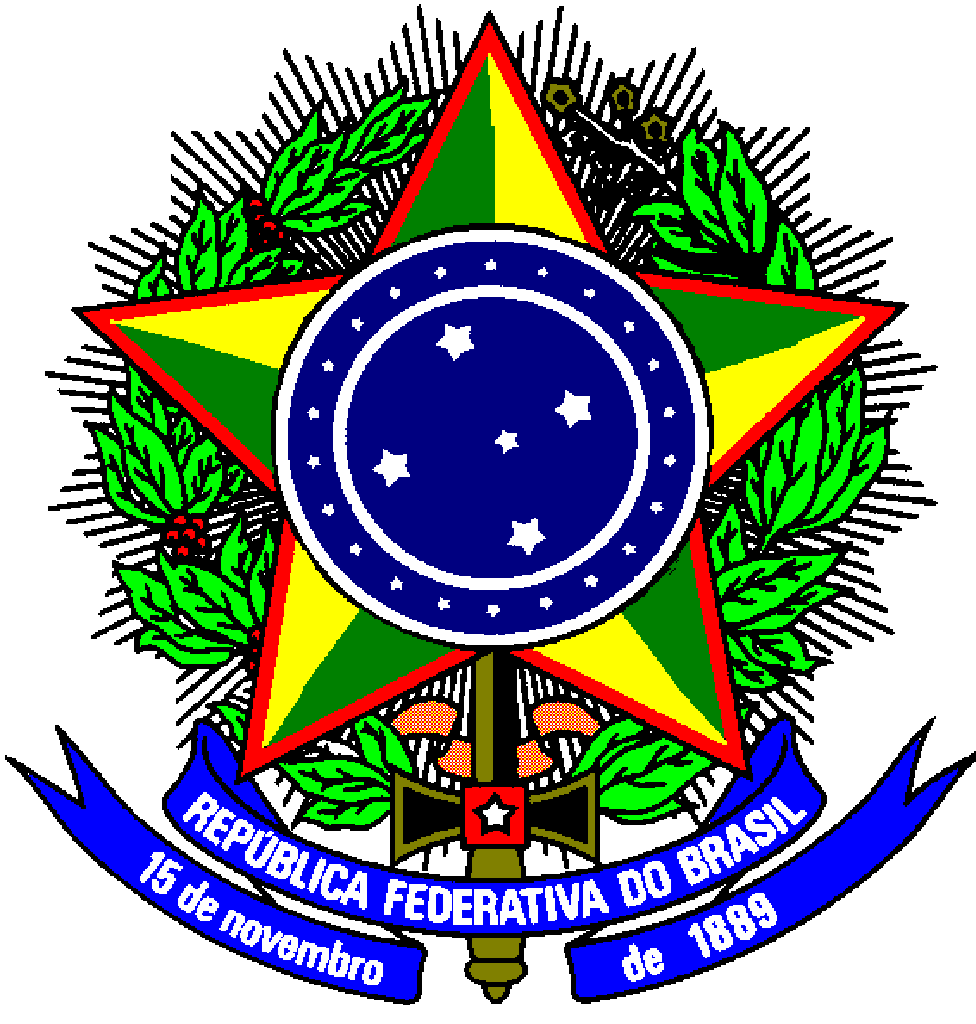 REPÚBLICA FEDERATIVA DO BRASIL
15 de novembro de 1889